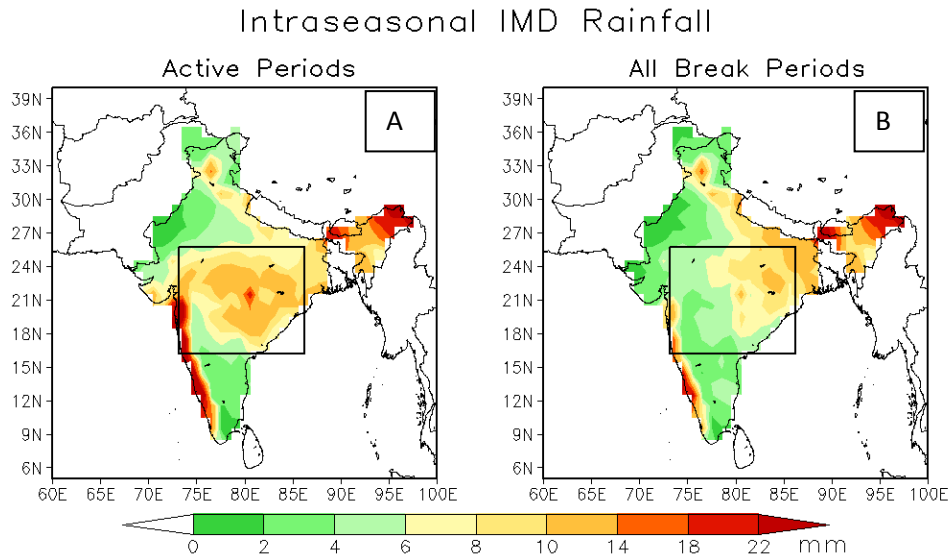 Intraseasonal IMD Rainfall
Active Periods All Break Periods
A B
39N 39N
36N 36N
33N 33N
30N 30N
27N 27N
24N 24N
21N 21N
18N 18N
15N 15N
12N 12N
9N 9N
6N 6N
60E 65E 70E 75E 80E 85E 90E 95E 100E 60E 65E 70E 75E 80E 85E 90E 95E 100E
0 2 4 6 8 10 14 18 22 mm